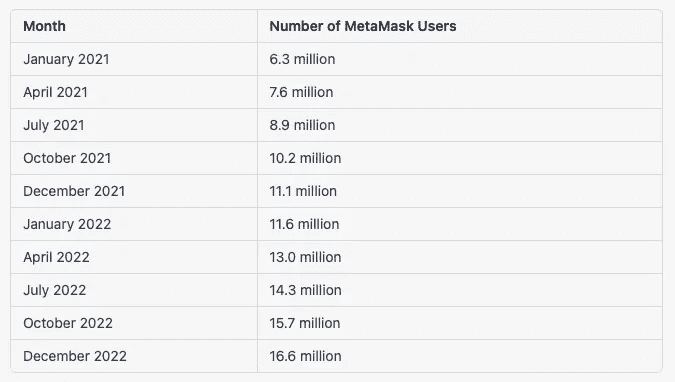 Month Number of MetaMask Users
January 2021 6.3 million
April 2021 7.6 million
July 2021 8.9 million
October 2021 10.2 million
December 2021 11.1 million
January 2022 11.6 million
April 2022 13.0 million
July 2022 14.3 million
October 2022 15.7 million
December 2022 16.6 million